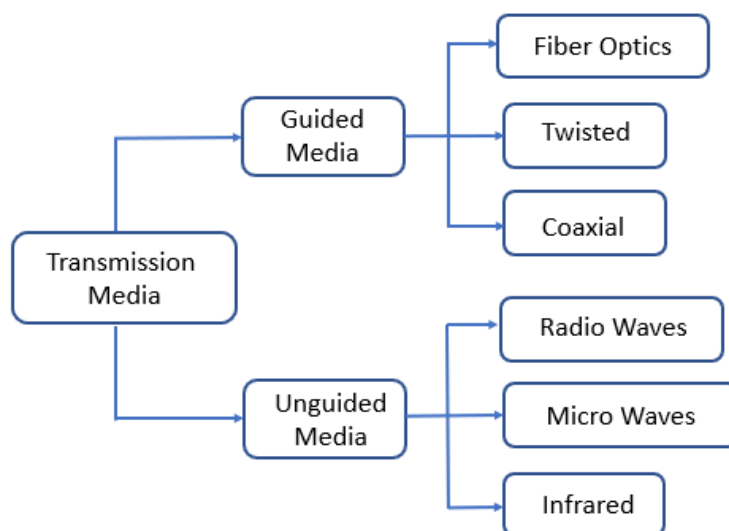 Fiber Optics
Guided
Media
Twisted
Coaxial
Transmission
Media
Radio Waves
Unguided
Media
Micro Waves
Infrared